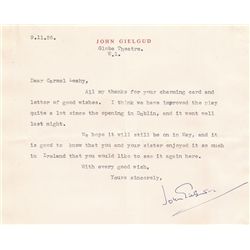 JOHN GIELGUD
9.11.56.
Globe Theatre.
W.1.
Dear Carmel Leahy,
All my thanks for your charming card and
letter of good wishes. I think we have improved the play
quite a lot since the opening in Dublin, and it went well
last night.
We hope it will still be on in May, and it
is good to know that you and your sister enjoyed it so much
in Ireland that you would like to see it again here.
With every good wish,
Yours sincerely,
John Gielgud